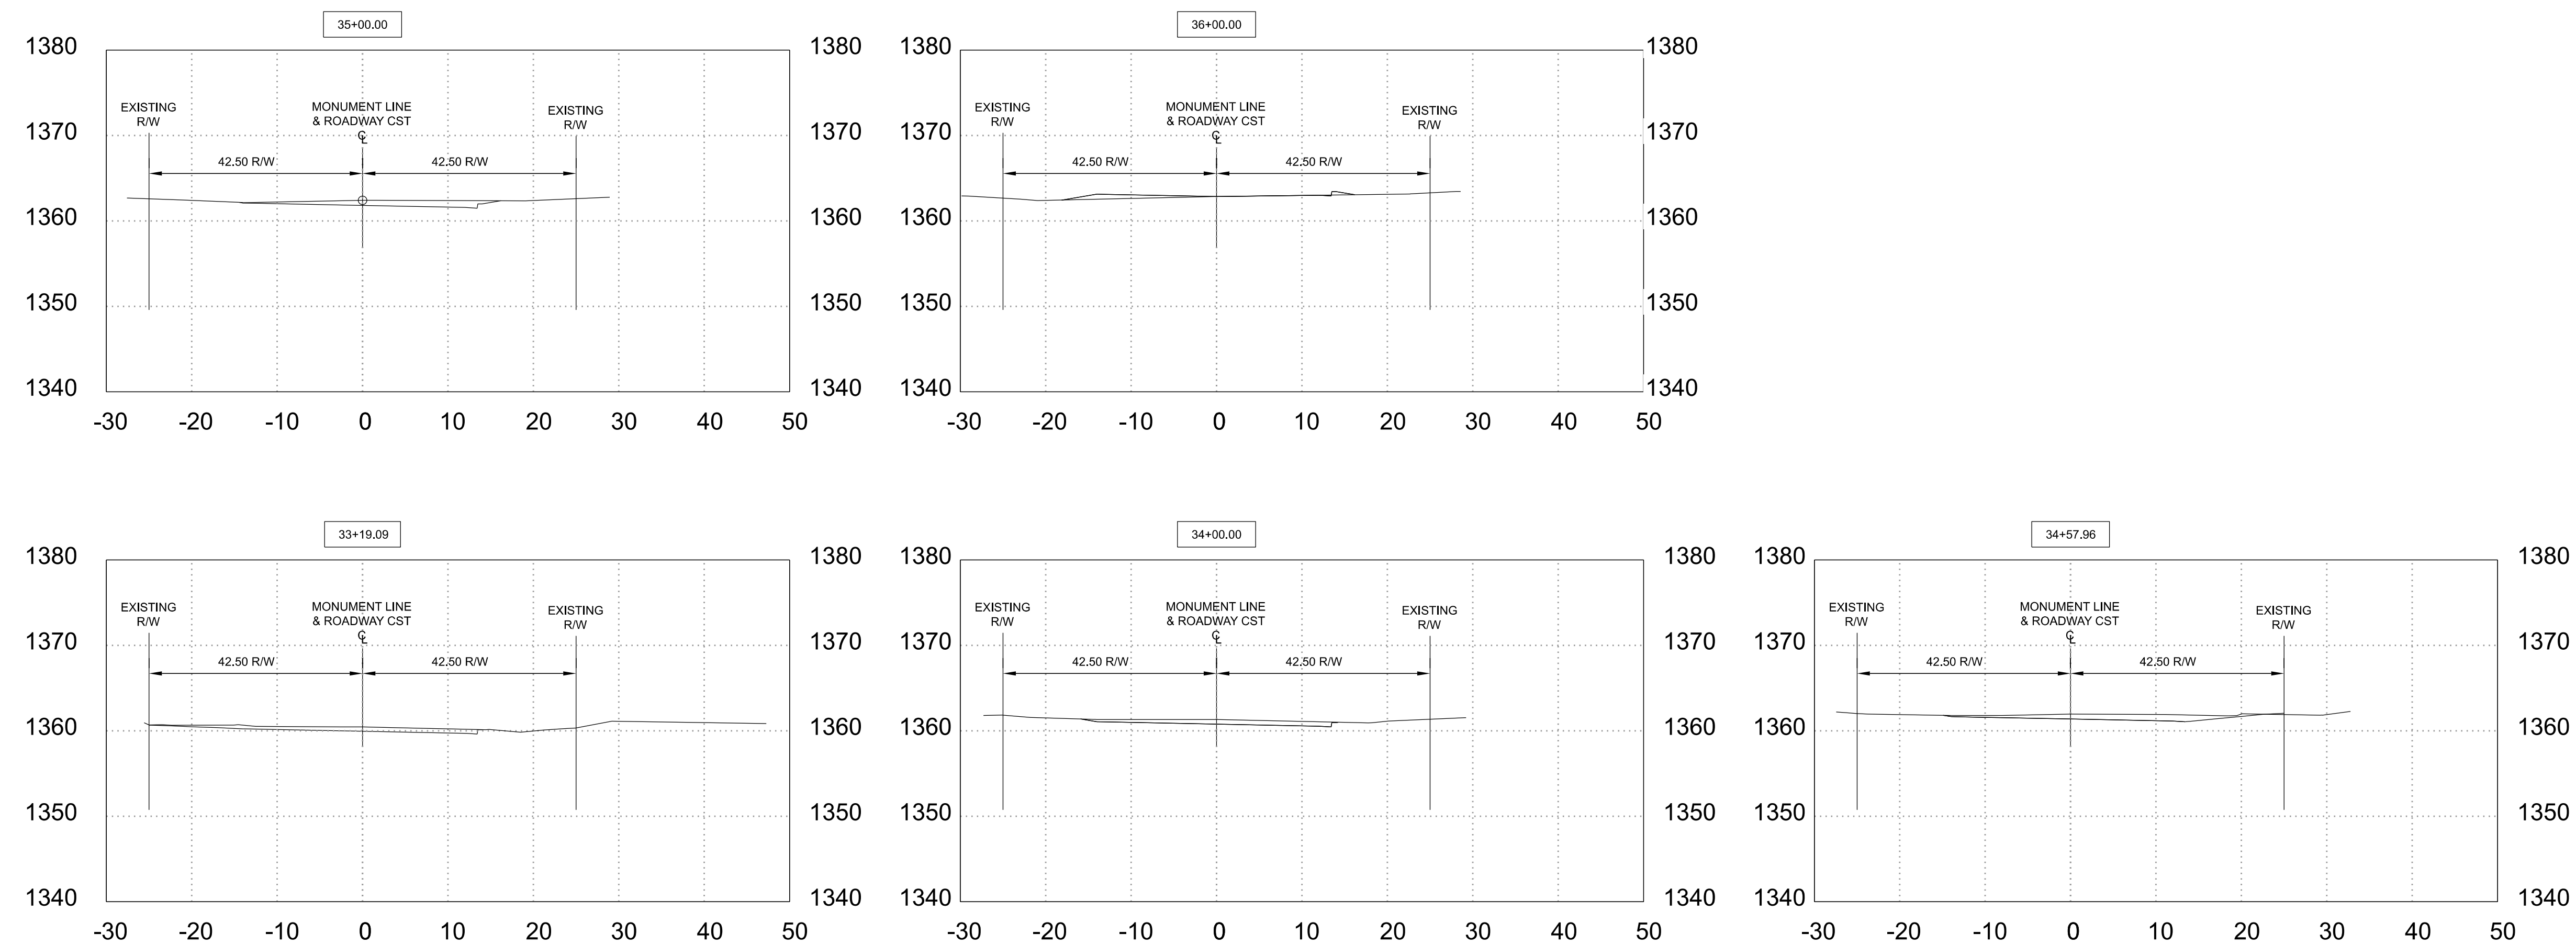 35+00.00
1380 1380
EXISTING
R/W
MONUMENT LINE
& ROADWAY CST
℄
EXISTING
R/W
1370 1370
42.50 R/W 42.50 R/W
1360 1360
1350 1350
1340 1340
-30 -20 -10 0 10 20 30 40 50
36+00.00
1380 1380
EXISTING
R/W
MONUMENT LINE
& ROADWAY CST
℄
EXISTING
R/W
1370 1370
42.50 R/W 42.50 R/W
1360 1360
1350 1350
1340 1340
-30 -20 -10 0 10 20 30 40 50
33+19.09
1380 1380
EXISTING
R/W
MONUMENT LINE
& ROADWAY CST
℄
EXISTING
R/W
1370 1370
42.50 R/W 42.50 R/W
1360 1360
1350 1350
1340 1340
-30 -20 -10 0 10 20 30 40 50
34+00.00
1380 1380
EXISTING
R/W
MONUMENT LINE
& ROADWAY CST
℄
EXISTING
R/W
1370 1370
42.50 R/W 42.50 R/W
1360 1360
1350 1350
1340 1340
-30 -20 -10 0 10 20 30 40 50
34+57.96
1380 1380
EXISTING
R/W
MONUMENT LINE
& ROADWAY CST
℄
EXISTING
R/W
1370 1370
42.50 R/W 42.50 R/W
1360 1360
1350 1350
1340 1340
-30 -20 -10 0 10 20 30 40 50